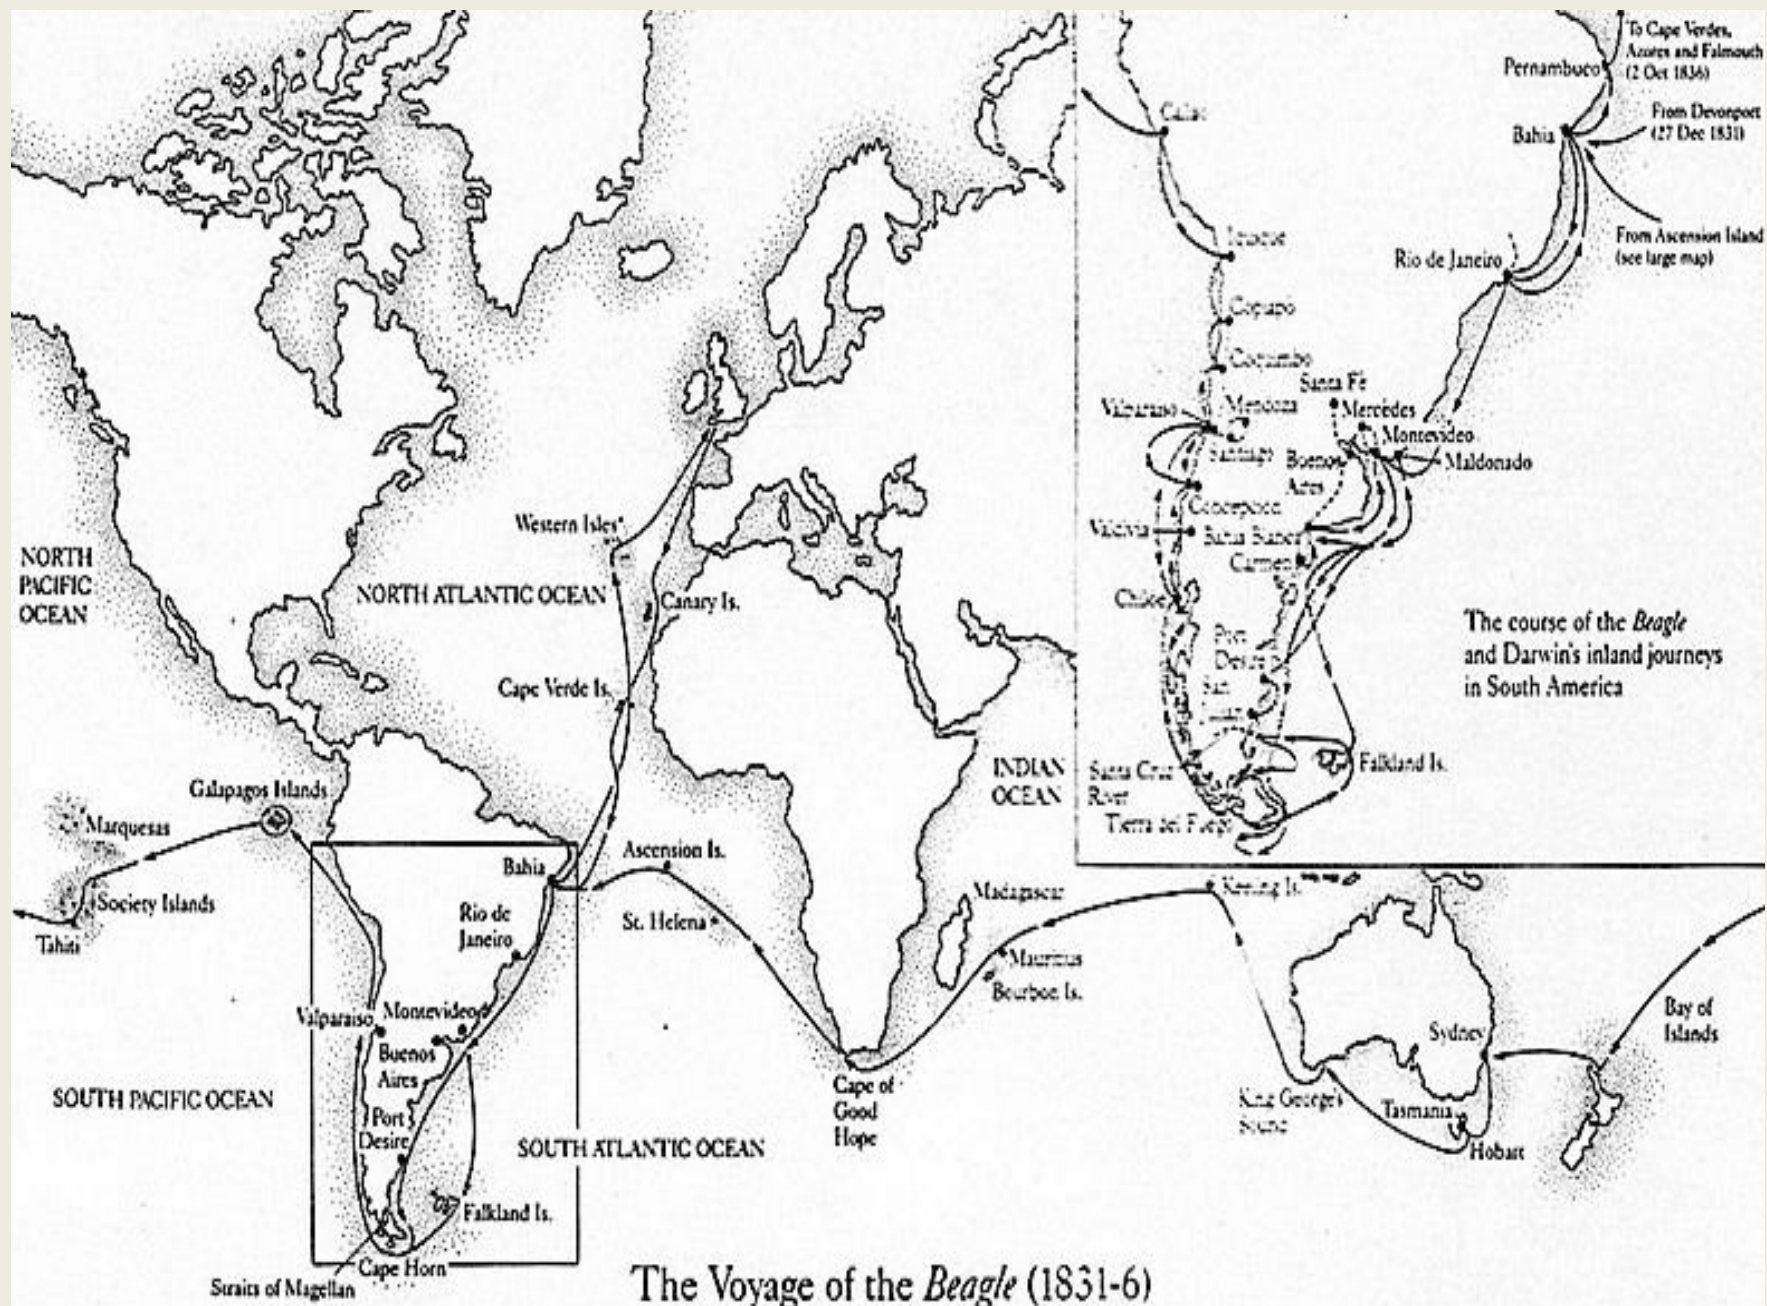 To Cape Verdes,
Azores and Falmouth
(2 Oct 1836)
Pernambuco
From Devonport
(27 Dec 1831)
Bahia
From Ascension Island
(see large map)
Rio de Janeiro
Callao
Iquique
Copiapo
Coquimbo
Santa Fé
Valparaiso
Mendoza
Mercedes
Montevideo
Santiago
Buenos
Aires
Maldonado
Concepcion
Valdivia
Bahia Blanca
Carmen
Chiloe
Port
Desire
San
Santa Cruz
River
Falkland Is.
Tierra del Fuego
The course of the Beagle
and Darwin's inland journeys
in South America
NORTH
PACIFIC
OCEAN
Western Isles
NORTH ATLANTIC OCEAN
Canary Is.
Cape Verde Is.
INDIAN
OCEAN
Galapagos Islands
Marquesas
Society Islands
Tahiti
Bahia
Ascension Is.
St. Helena
Rio de
Janeiro
Madagascar
Keeling Is.
Mauritius
Bourbon Is.
Valparaiso
Montevideo
Buenos
Aires
Port
Desire
SOUTH PACIFIC OCEAN
SOUTH ATLANTIC OCEAN
Cape of
Good
Hope
Sydney
Bay of
Islands
King George's
Sound
Tasmania
Hobart
Falkland Is.
Cape Horn
Straits of Magellan
The Voyage of the Beagle (1831-6)